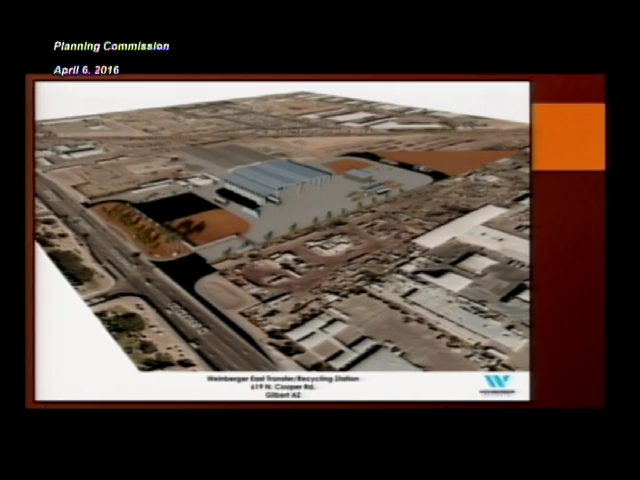 Planning Commission
April 6, 2016
Weinberger East Transfer/Recycling Station
619 N. Cooper Rd.
Gilbert AZ